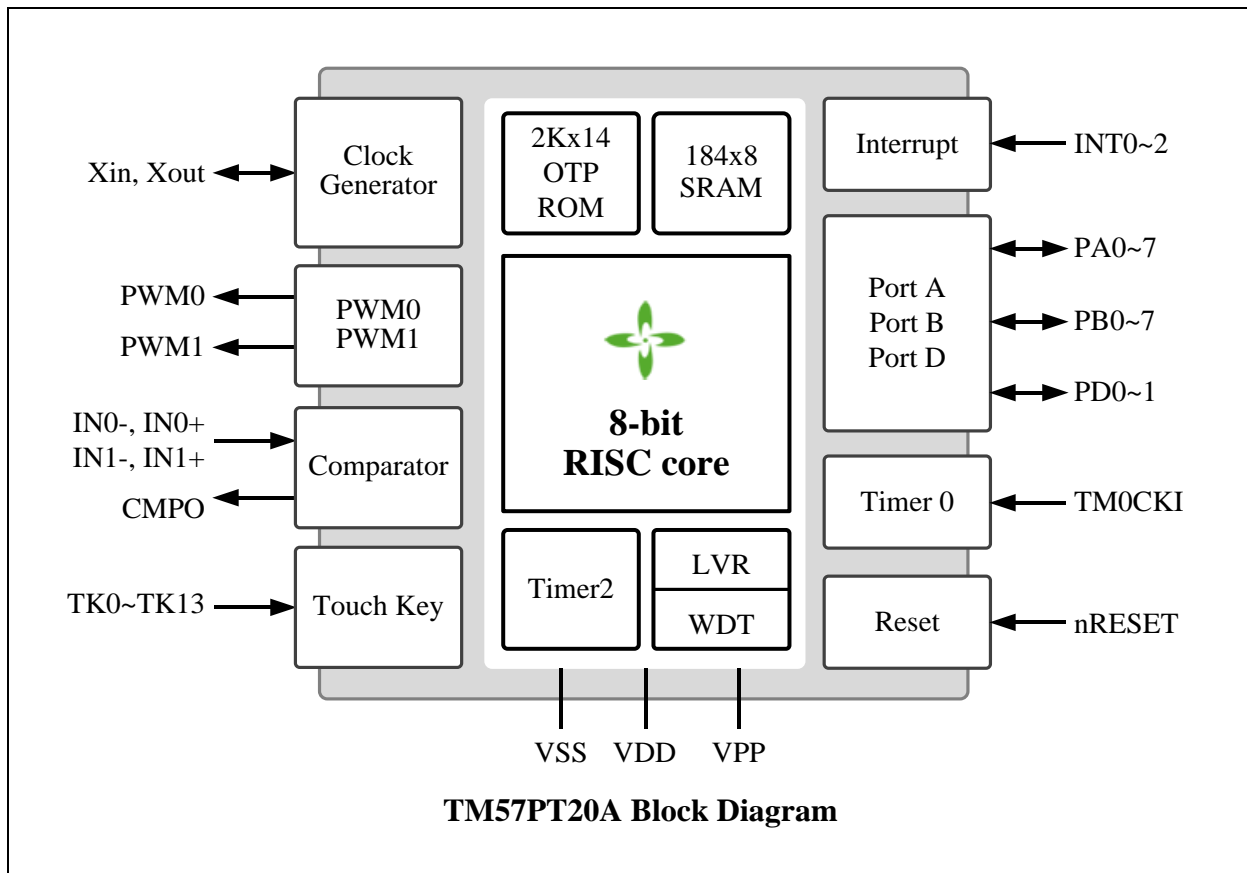 Xin, Xout
PWM0
PWM1
IN0-, IN0+
IN1-, IN1+
CMPO
TK0~TK13
Clock
Generator
PWM0
PWM1
Comparator
Touch Key
2Kx14
OTP
ROM
184x8
SRAM
8-bit
RISC core
Timer2
LVR
WDT
Interrupt
Port A
Port B
Port D
Timer 0
Reset
INT0~2
PA0~7
PB0~7
PD0~1
TM0CKI
nRESET
VSS
VDD
VPP
TM57PT20A Block Diagram